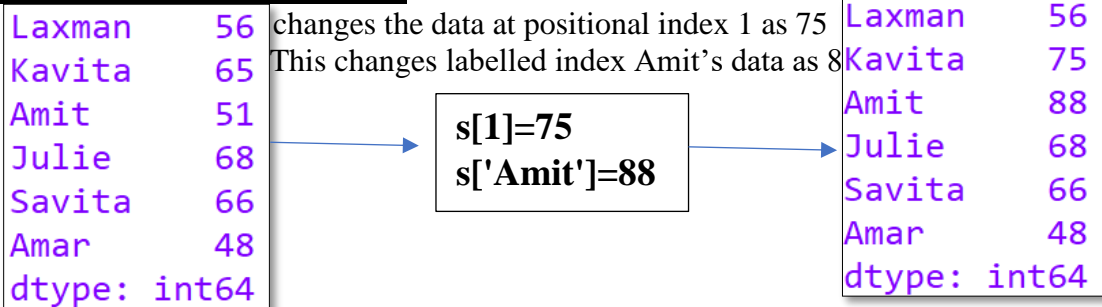 Laxman 56
Kavita 65
Amit 51
Julie 68
Savita 66
Amar 48
dtype: int64
changes the data at positional index 1 as 75
This changes labelled index Amit’s data as 8
s[1]=75
s['Amit']=88
Laxman 56
Kavita 75
Amit 88
Julie 68
Savita 66
Amar 48
dtype: int64